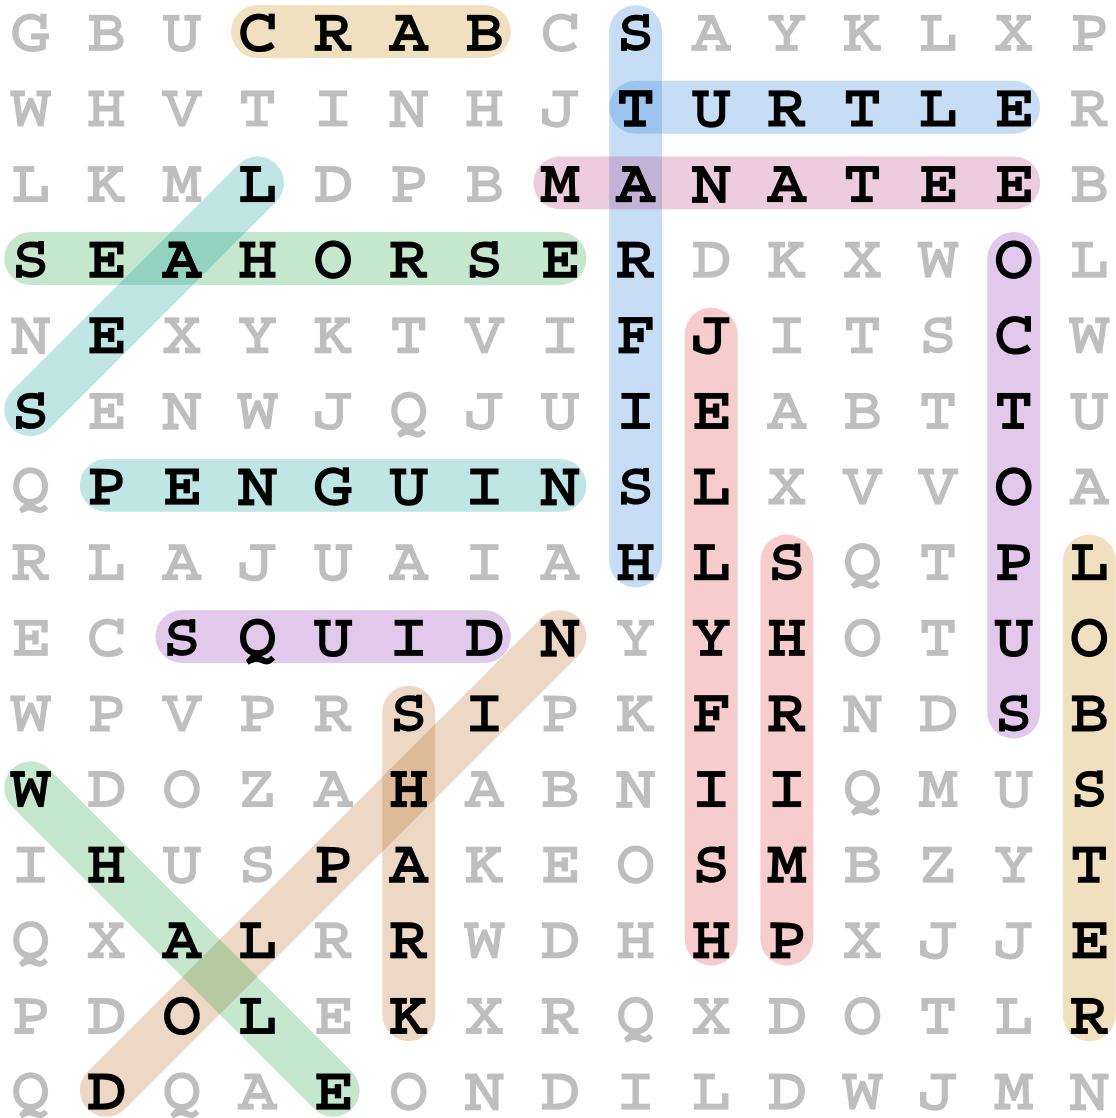 G B U C R A B C S A Y K L X P
W H V T I N H J T U R T L E R
L K M L D P B M A N A T E E B
S E A H O R S E R D K X W O L
N E X Y K T V I F J I T S C W
S E N W J Q J U I E A B T T U
Q P E N G U I N S L X V V O A
R L A J U A I A H L S Q T P L
E C S Q U I D N Y Y H O T U O
W P V P R S I P K F R N D S B
W D O Z A H A B N I I Q M U S
I H U S P A K E O S M B Z Y T
Q X A L R R W D H H P X J J E
P D O L E K X R Q X D O T L R
Q D Q A E O N D I L D W J M N